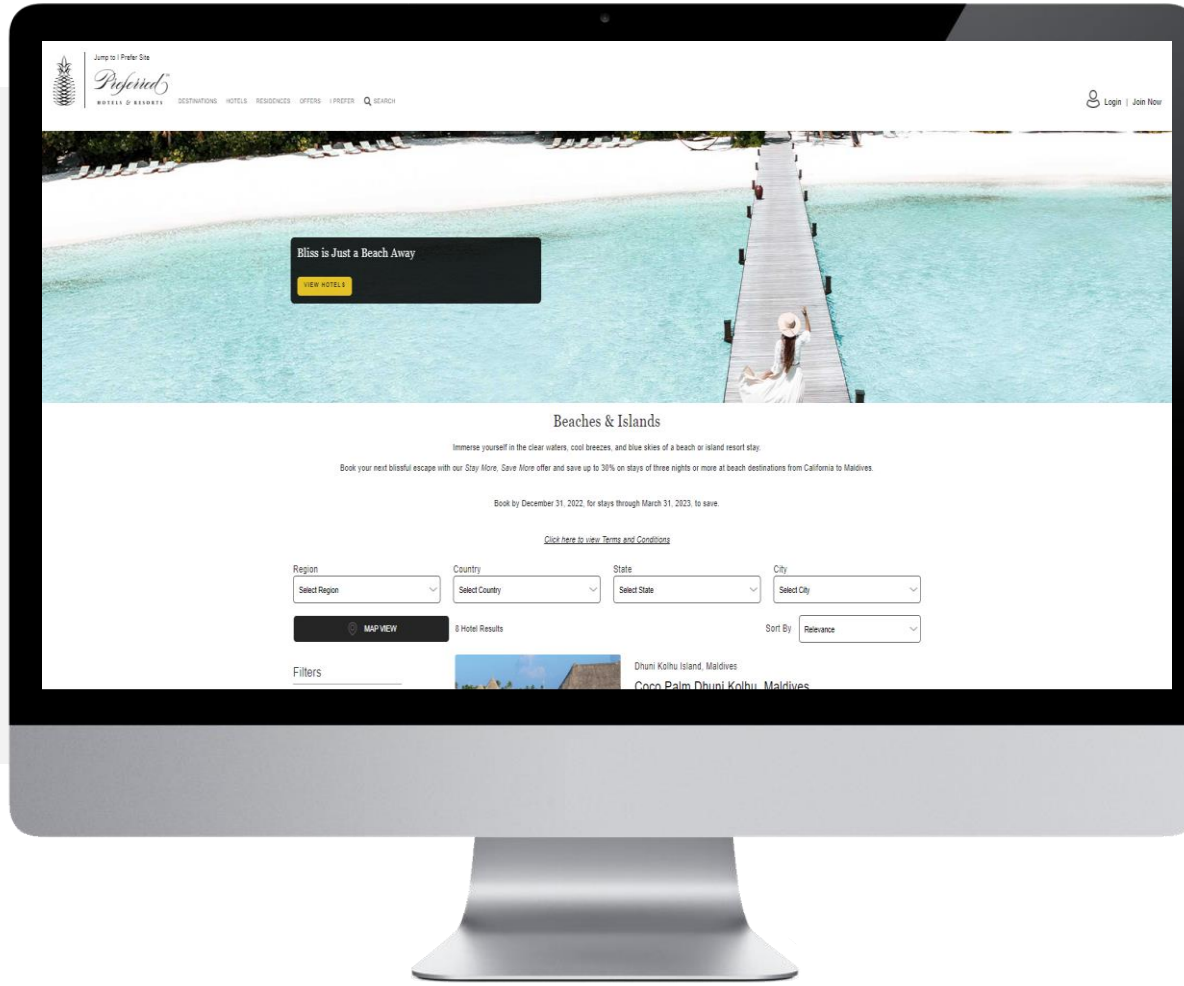 Jump to I Prefer Site
Preferred™
HOTELS & RESORTS
DESTINATIONS HOTELS RESIDENCES OFFERS I PREFER SEARCH
Login | Join Now
Bliss is Just a Beach Away
VIEW HOTELS
Beaches & Islands
Immerse yourself in the clear waters, cool breezes, and blue skies of a beach or island resort stay.
Book your next blissful escape with our Stay More, Save More offer and save up to 30% on stays of three nights or more at beach destinations from California to Maldives.
Book by December 31, 2022, for stays through March 31, 2023, to save.
Click here to view Terms and Conditions
Region Country State City
Select Region Select Country Select State Select City
MAP VIEW 8 Hotel Results Sort By Relevance
Filters
Dhuni Kolhu Island, Maldives
Coco Palm Dhuni Kolhu, Maldives